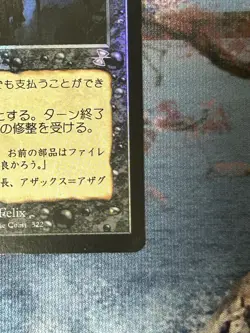 でも支払うことができ
とする。ターン終了
の修整を受ける。
お前の部品はファイレ
良かろう。」
長、アザックス=アザグ
Felix
Coast 322